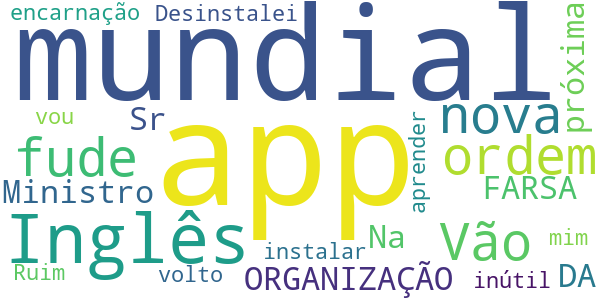 encarnação
Desinstalei
mundial
próxima
vou
Sr
app
aprender
nova
fude
ordem
Ministro
FARSA
Inglês
Na
Vão
mim
instalar
Ruim
volto
ORGANIZAÇÃO
inútil
DA